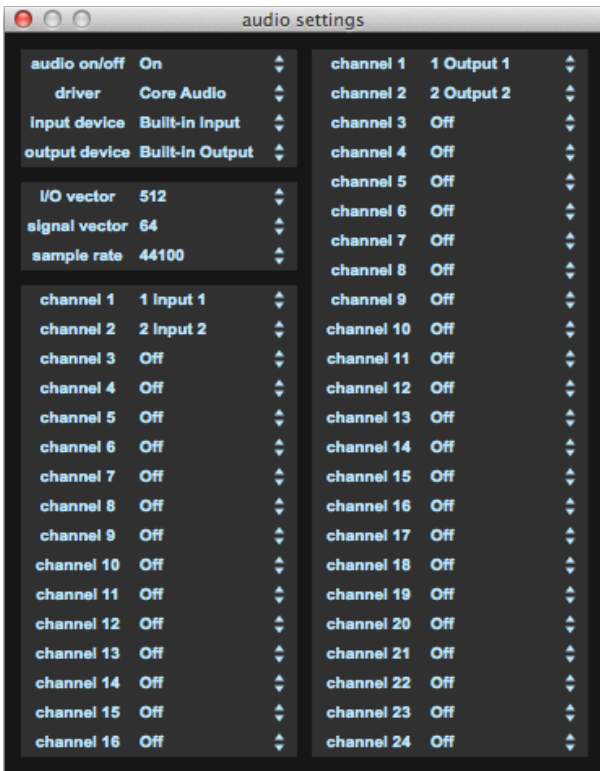 audio settings
audio on/off On
driver Core Audio
input device Built-in Input
output device Built-in Output
I/O vector 512
signal vector 64
sample rate 44100
channel 1 1 Input 1
channel 2 2 Input 2
channel 3 Off
channel 4 Off
channel 5 Off
channel 6 Off
channel 7 Off
channel 8 Off
channel 9 Off
channel 10 Off
channel 11 Off
channel 12 Off
channel 13 Off
channel 14 Off
channel 15 Off
channel 16 Off
channel 1 1 Output 1
channel 2 2 Output 2
channel 3 Off
channel 4 Off
channel 5 Off
channel 6 Off
channel 7 Off
channel 8 Off
channel 9 Off
channel 10 Off
channel 11 Off
channel 12 Off
channel 13 Off
channel 14 Off
channel 15 Off
channel 16 Off
channel 17 Off
channel 18 Off
channel 19 Off
channel 20 Off
channel 21 Off
channel 22 Off
channel 23 Off
channel 24 Off